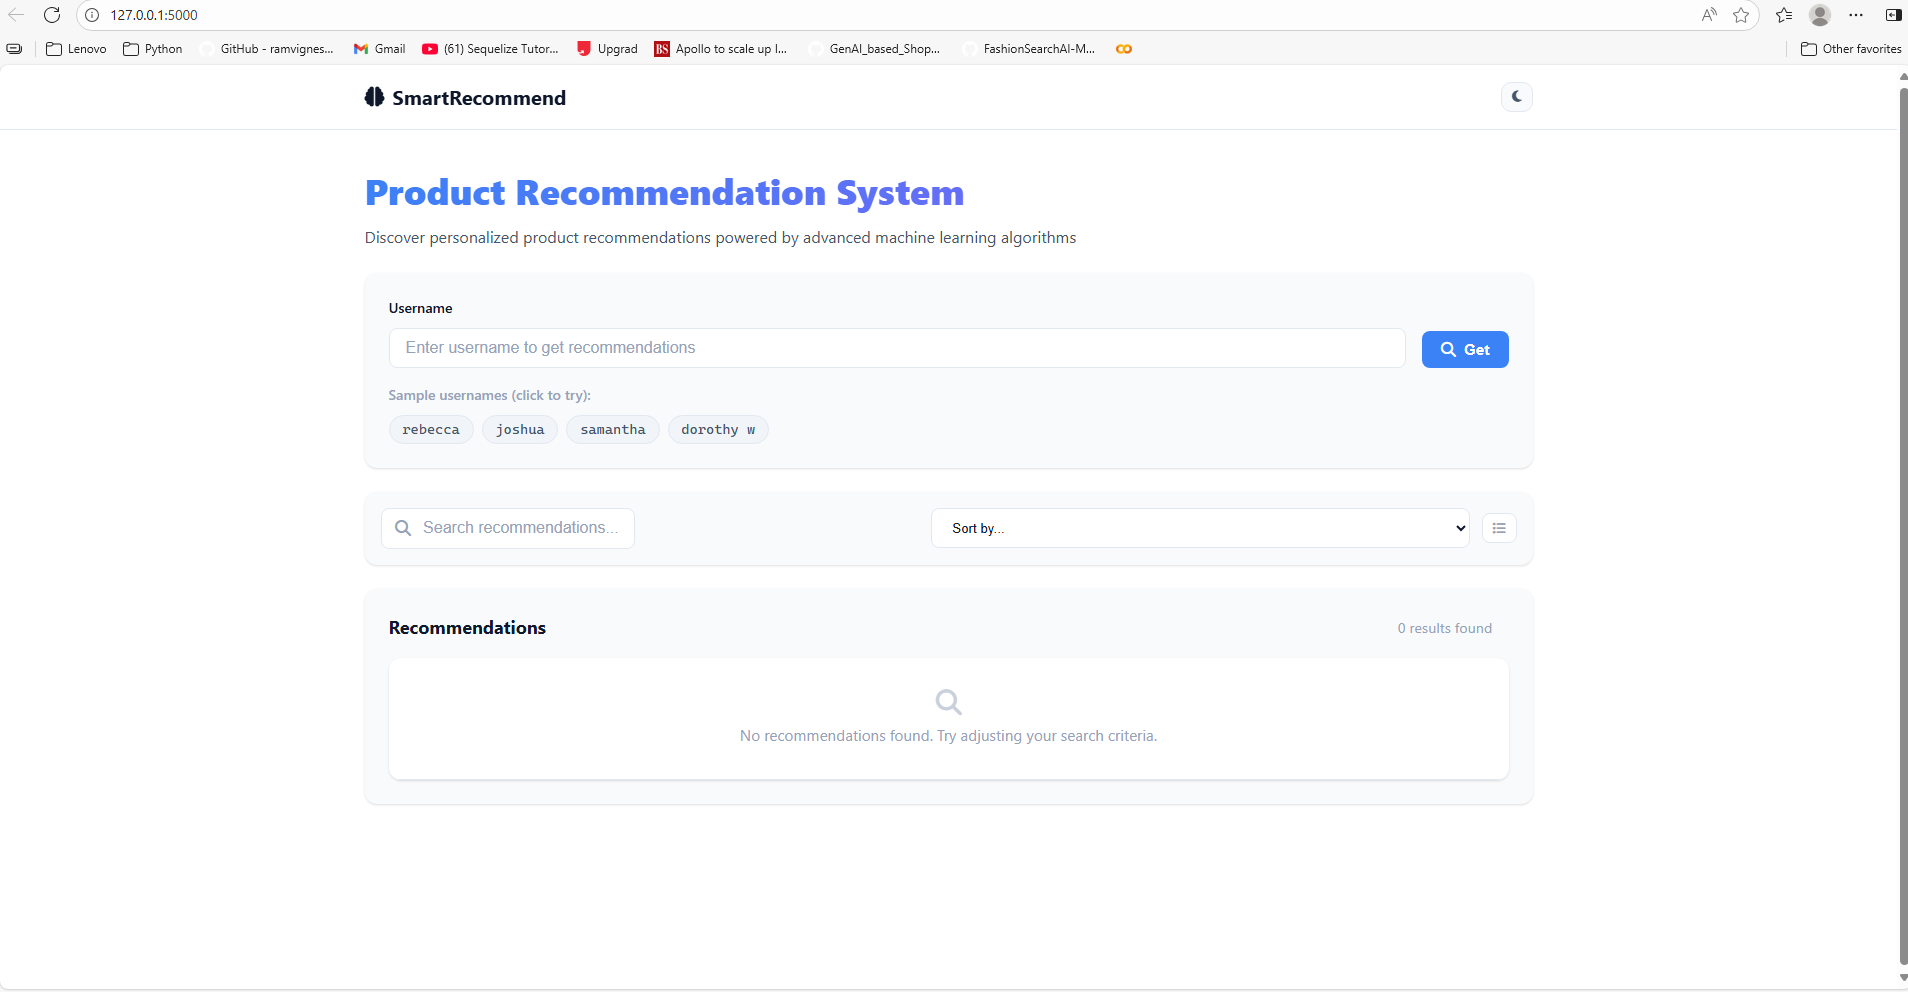 127.0.0.1:5000
Lenovo Python GitHub - ramvignes... Gmail (61) Sequelize Tutor... Upgrad BS Apollo to scale up I... GenAI_based_Shop... FashionSearchAI-M... Other favorites
SmartRecommend
Product Recommendation System
Discover personalized product recommendations powered by advanced machine learning algorithms
Username
Enter username to get recommendations Get
Sample usernames (click to try):
rebecca joshua samantha dorothy w
Search recommendations... Sort by...
Recommendations 0 results found
No recommendations found. Try adjusting your search criteria.